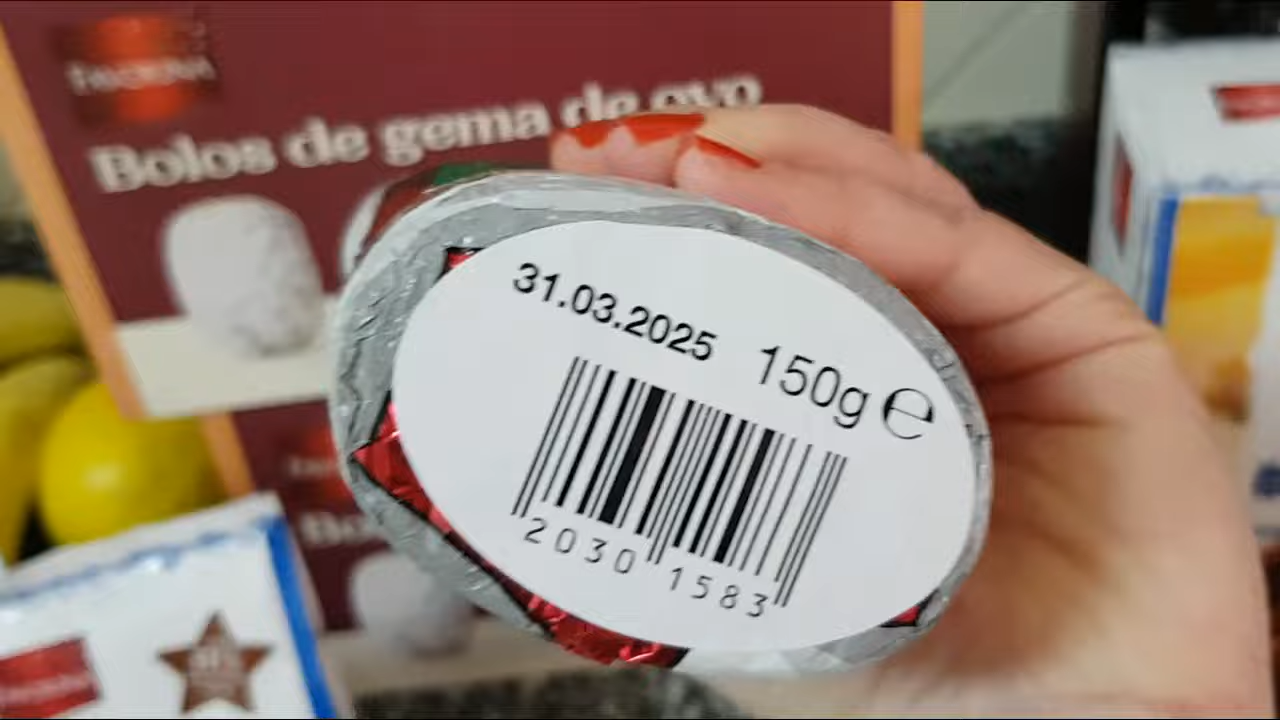 Bolos de gema de ovo
31.03.2025 150g ℮
2030 1583